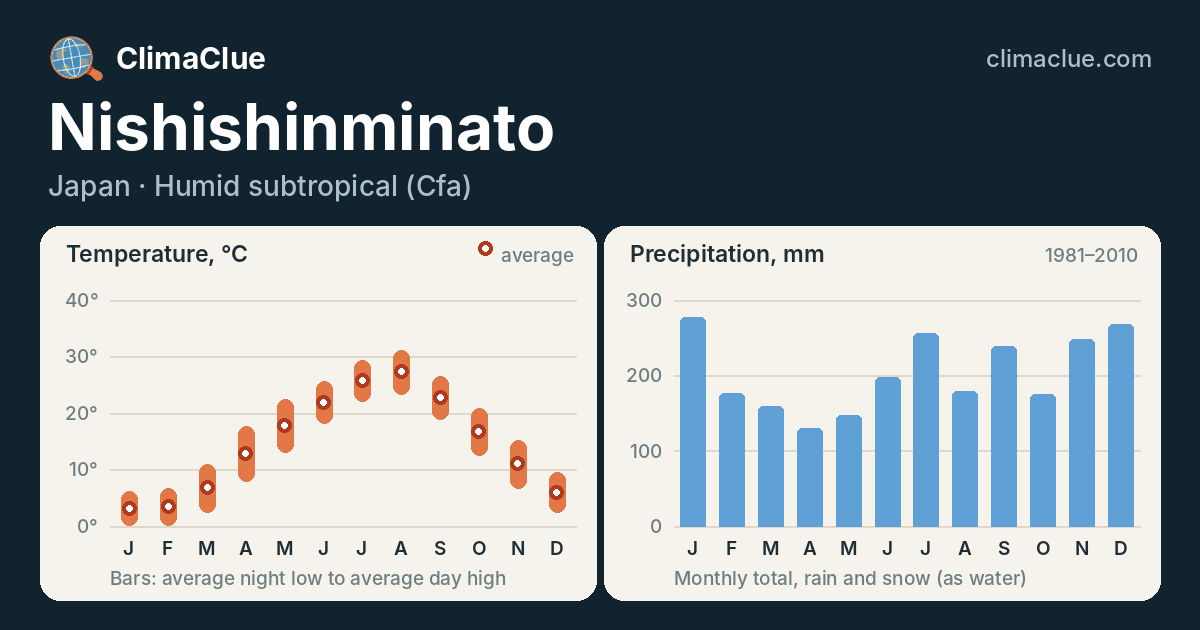 ClimaClue
climaclue.com
Nishishinminato
Japan · Humid subtropical (Cfa)
Temperature, °C
average
40°
30°
20°
10°
0°
J F M A M J J A S O N D
Bars: average night low to average day high
Precipitation, mm
1981–2010
300
200
100
0
J F M A M J J A S O N D
Monthly total, rain and snow (as water)